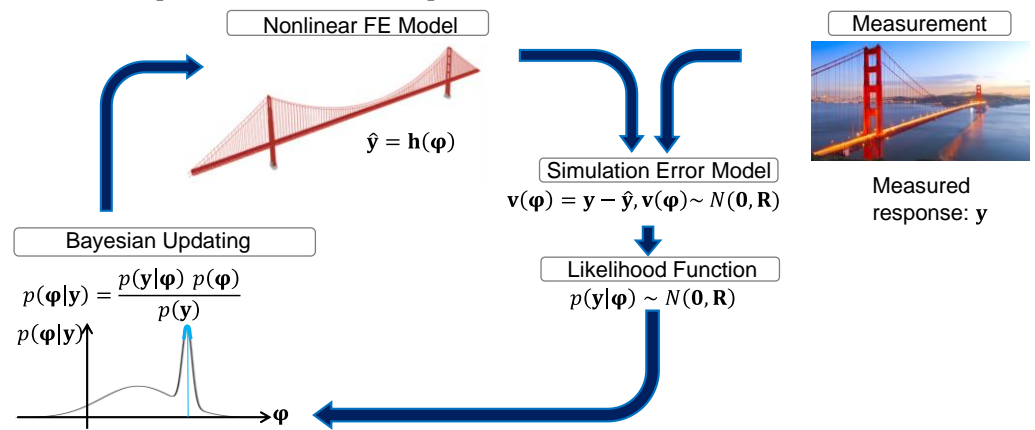 Nonlinear FE Model
Measurement
ŷ = h(φ)
Simulation Error Model
v(φ) = y − ŷ, v(φ)~ N(0, R)
Measured
response: y
Bayesian Updating
Likelihood Function
p(φ|y) = p(y|φ) p(φ) / p(y)
p(y|φ) ~ N(0, R)
p(φ|y)
φ